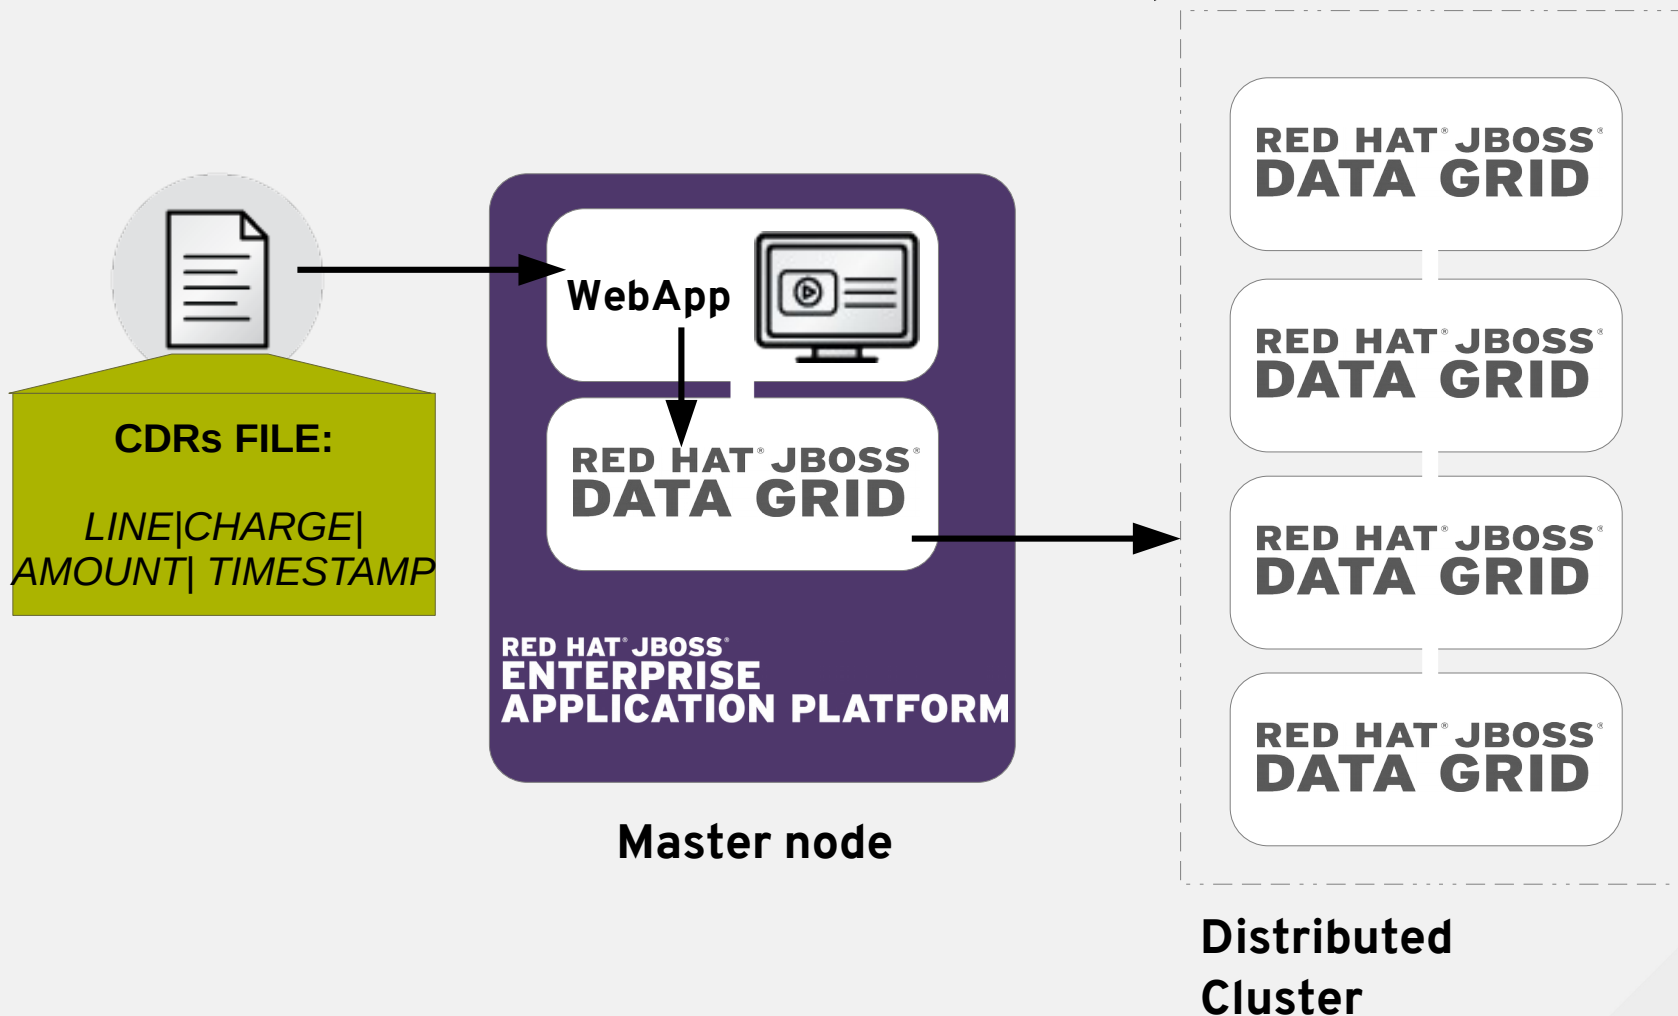 CDRs FILE:
LINE|CHARGE|
AMOUNT| TIMESTAMP
WebApp
RED HAT® JBOSS®
DATA GRID
RED HAT® JBOSS®
ENTERPRISE
APPLICATION PLATFORM
Master node
RED HAT® JBOSS®
DATA GRID
RED HAT® JBOSS®
DATA GRID
RED HAT® JBOSS®
DATA GRID
RED HAT® JBOSS®
DATA GRID
Distributed
Cluster